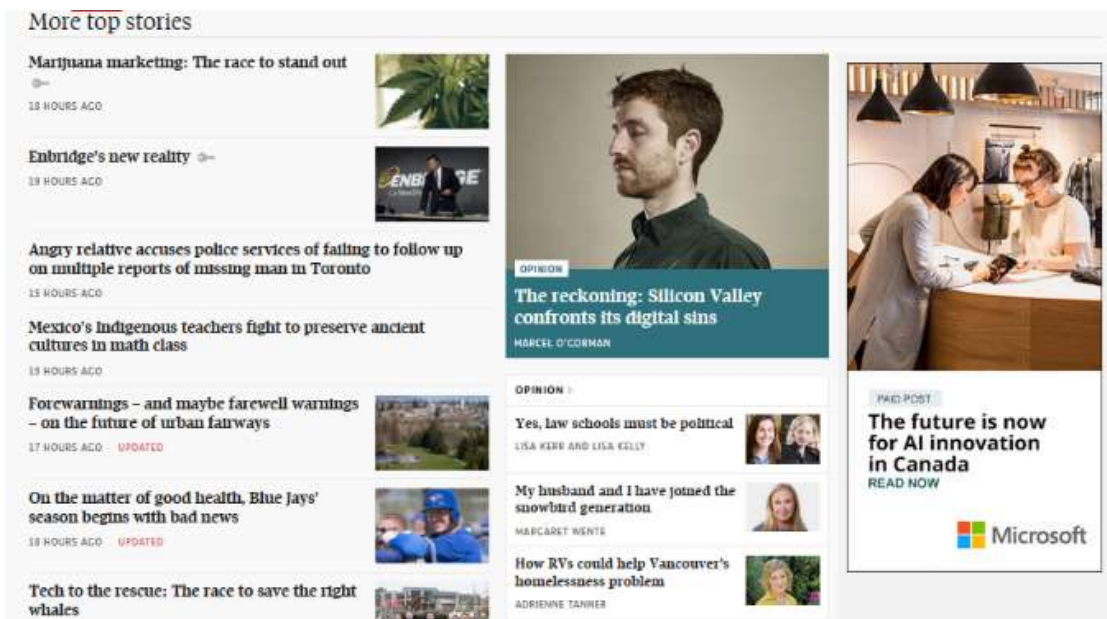 More top stories
Marijuana marketing: The race to stand out
18 HOURS AGO
Enbridge's new reality
19 HOURS AGO
ENBRIDGE
Angry relative accuses police services of failing to follow up
on multiple reports of missing man in Toronto
15 HOURS AGO
Mexico's Indigenous teachers fight to preserve ancient
cultures in math class
19 HOURS AGO
Forewarnings – and maybe farewell warnings
– on the future of urban fairways
17 HOURS AGO UPDATED
On the matter of good health, Blue Jays'
season begins with bad news
18 HOURS AGO UPDATED
Tech to the rescue: The race to save the right
whales
OPINION
The reckoning: Silicon Valley
confronts its digital sins
MARCEL O'GORMAN
OPINION
Yes, law schools must be political
LISA KERR AND LISA KELLY
My husband and I have joined the
snowbird generation
MARGARET WENTE
How RVs could help Vancouver's
homelessness problem
ADRIENNE TANNER
PAID POST
The future is now
for AI innovation
in Canada
READ NOW
Microsoft